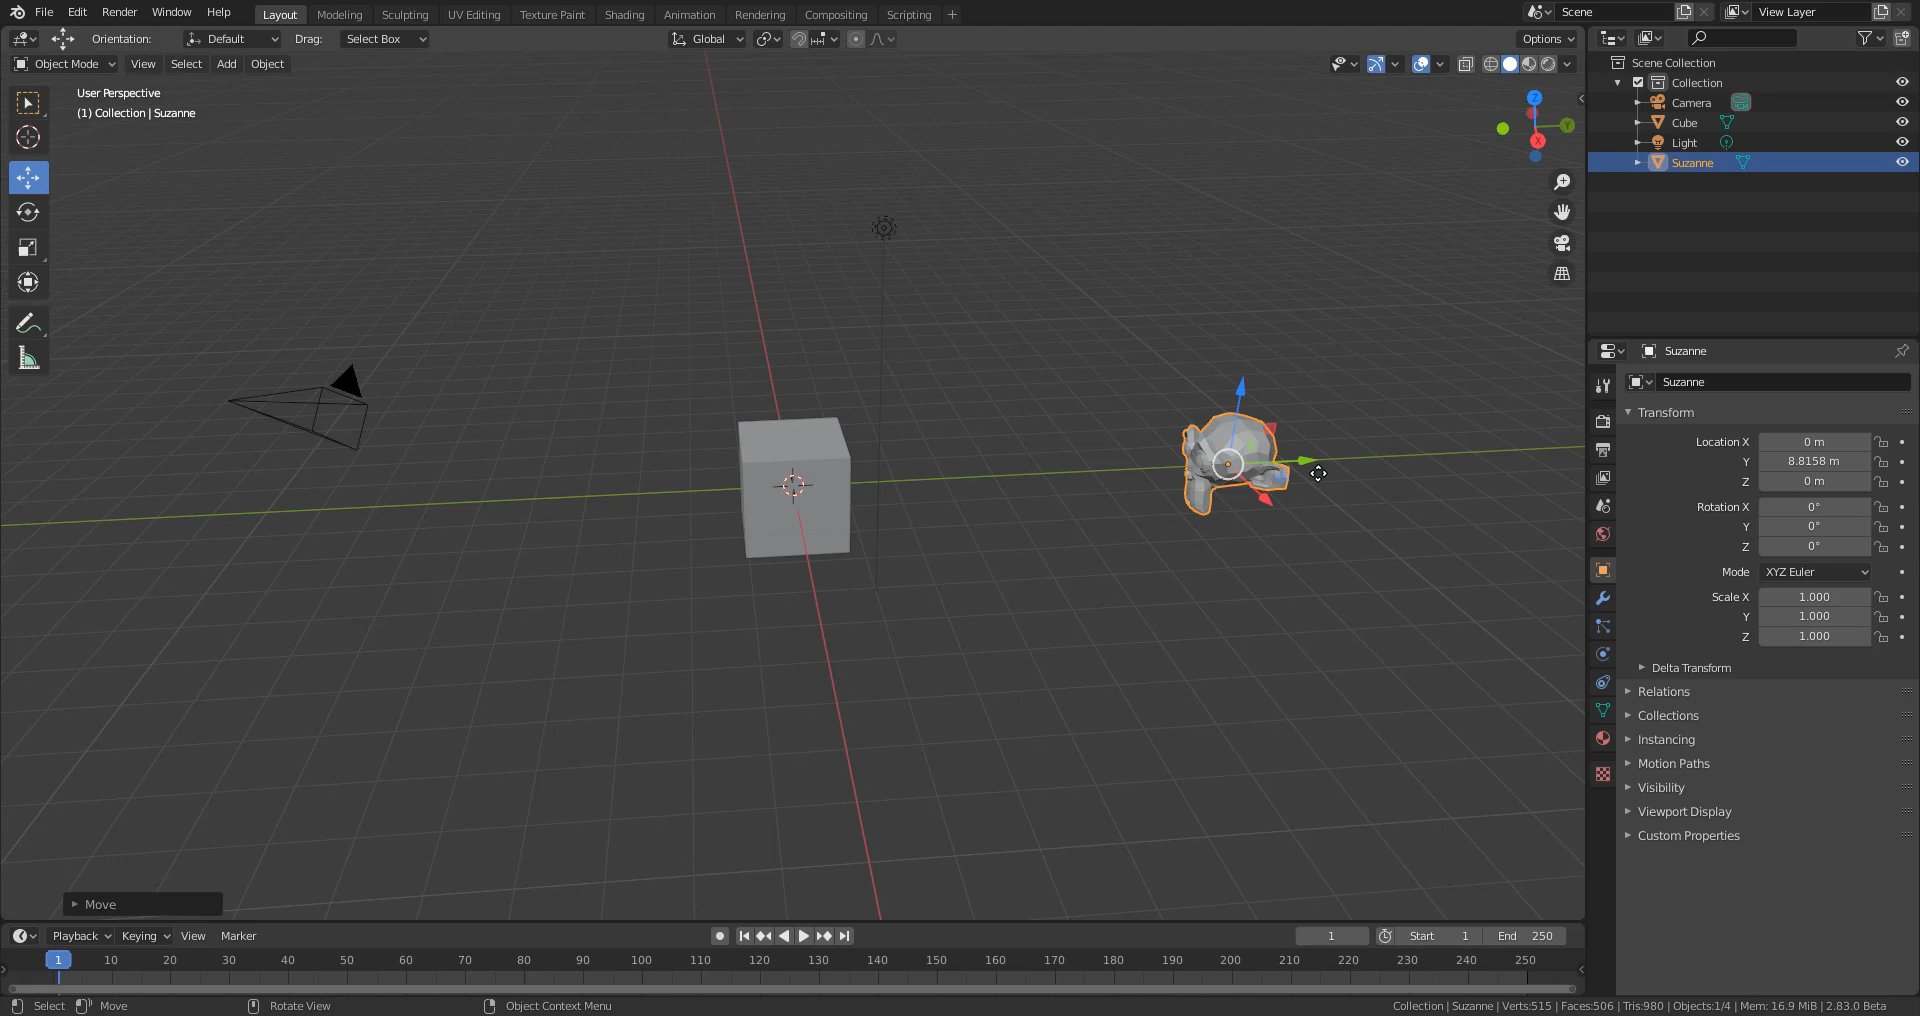 File Edit Render Window Help Layout Modeling Sculpting UV Editing Texture Paint Shading Animation Rendering Compositing Scripting + Scene View Layer
Orientation: Default Drag: Select Box Global Options
Object Mode View Select Add Object
User Perspective
(1) Collection | Suzanne
Z
Y
X
Scene Collection
Collection
Camera
Cube
Light
Suzanne
Suzanne
Suzanne
Transform
Location X 0 m
Y 8.8158 m
Z 0 m
Rotation X 0°
Y 0°
Z 0°
Mode XYZ Euler
Scale X 1.000
Y 1.000
Z 1.000
Delta Transform
Relations
Collections
Instancing
Motion Paths
Visibility
Viewport Display
Custom Properties
Move
Playback Keying View Marker 1 Start 1 End 250
1 10 20 30 40 50 60 70 80 90 100 110 120 130 140 150 160 170 180 190 200 210 220 230 240 250
Select Move Rotate View Object Context Menu Collection | Suzanne | Verts:515 | Faces:506 | Tris:980 | Objects:1/4 | Mem: 16.9 MiB | 2.83.0 Beta